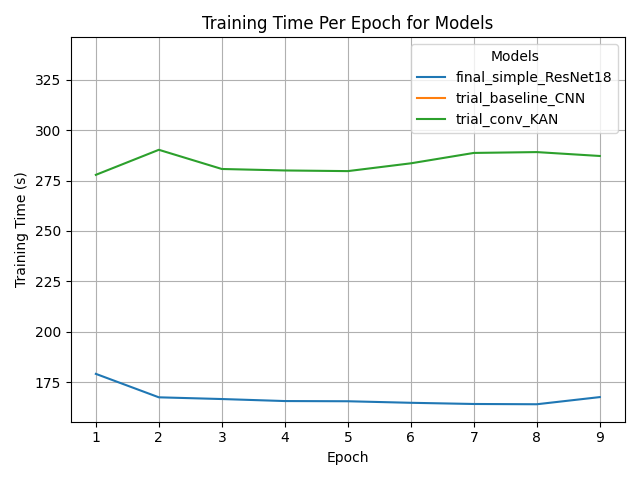 Training Time Per Epoch for Models
Models
final_simple_ResNet18
trial_baseline_CNN
trial_conv_KAN
Training Time (s)
325
300
275
250
225
200
175
1 2 3 4 5 6 7 8 9
Epoch